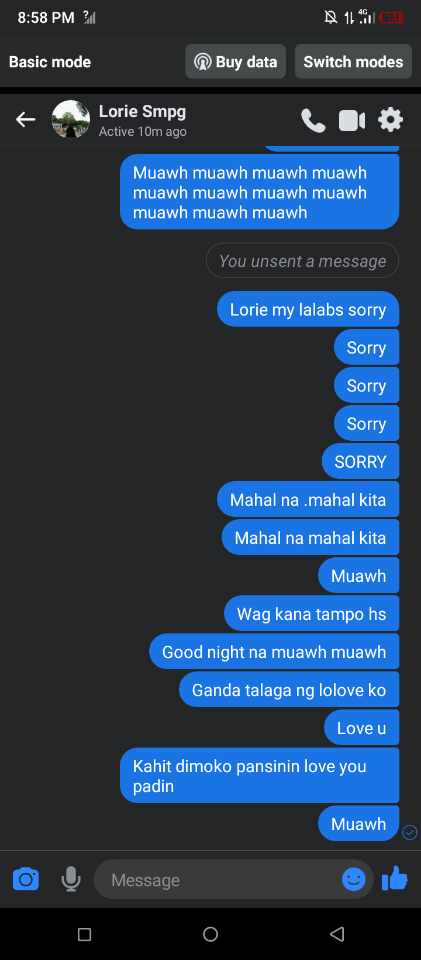 8:58 PM
4G
Basic mode
Buy data
Switch modes
Lorie Smpg
Active 10m ago
Muawh muawh muawh muawh
muawh muawh muawh muawh
muawh muawh muawh
You unsent a message
Lorie my lalabs sorry
Sorry
Sorry
Sorry
SORRY
Mahal na .mahal kita
Mahal na mahal kita
Muawh
Wag kana tampo hs
Good night na muawh muawh
Ganda talaga ng lolove ko
Love u
Kahit dimoko pansinin love you
padin
Muawh
Message